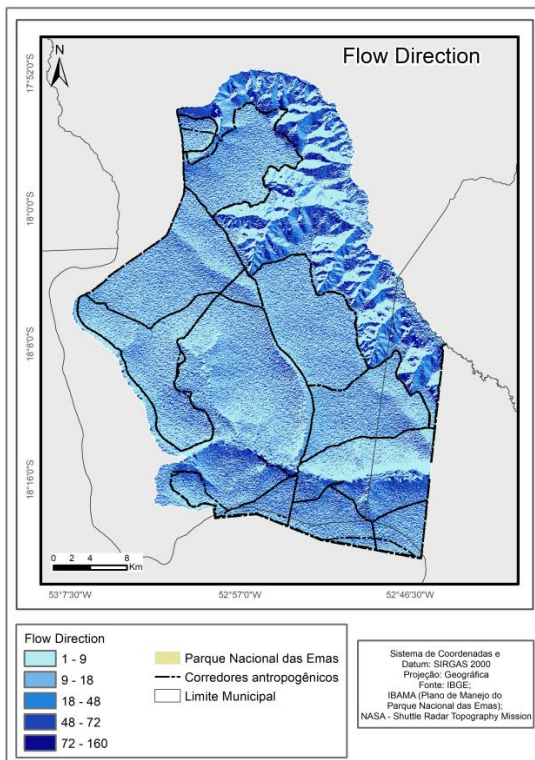 Flow Direction
N
17°52'0"S
18°0'0"S
18°8'0"S
18°16'0"S
0 2 4 8
Km
53°7'30"W 52°57'0"W 52°46'30"W
Flow Direction
1 - 9
9 - 18
18 - 48
48 - 72
72 - 160
Parque Nacional das Emas
Corredores antropogênicos
Limite Municipal
Sistema de Coordenadas e
Datum: SIRGAS 2000
Projeção: Geográfica
Fonte: IBGE;
IBAMA (Plano de Manejo do
Parque Nacional das Emas);
NASA - Shuttle Radar Topography Mission